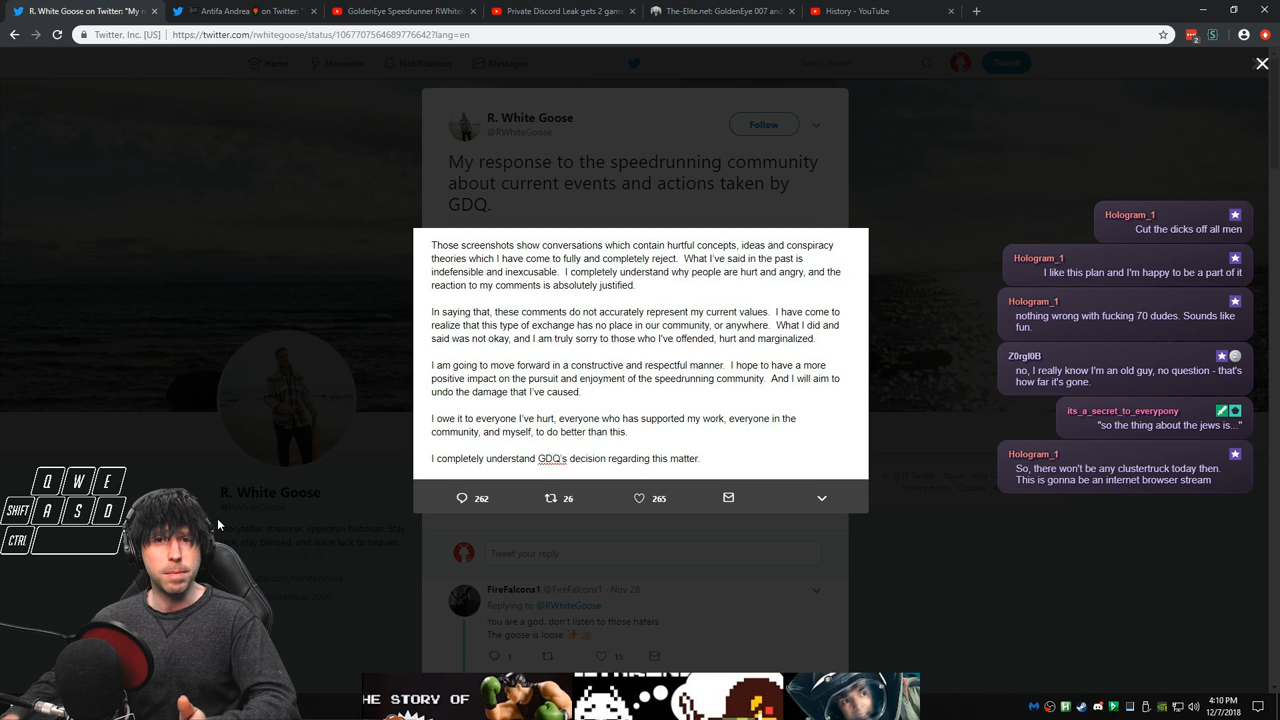 R. White Goose on Twitter: "My r
Antifa Andrea on Twitter: "
GoldenEye Speedrunner RWhite
Private Discord Leak gets 2 game
The-Elite.net: GoldenEye 007 and
History - YouTube
Twitter, Inc. [US]
https://twitter.com/rwhitegoose/status/1067707564689776642?lang=en
2
Home
Moments
Notifications
Messages
Search Twitter
Tweet
R. White Goose
@RWhiteGoose
Follow
My response to the speedrunning community
about current events and actions taken by
GDQ.
Those screenshots show conversations which contain hurtful concepts, ideas and conspiracy
theories which I have come to fully and completely reject. What I've said in the past is
indefensible and inexcusable. I completely understand why people are hurt and angry, and the
reaction to my comments is absolutely justified.
In saying that, these comments do not accurately represent my current values. I have come to
realize that this type of exchange has no place in our community, or anywhere. What I did and
said was not okay, and I am truly sorry to those who I've offended, hurt and marginalized.
I am going to move forward in a constructive and respectful manner. I hope to have a more
positive impact on the pursuit and enjoyment of the speedrunning community. And I will aim to
undo the damage that I've caused.
I owe it to everyone I've hurt, everyone who has supported my work, everyone in the
community, and myself, to do better than this.
I completely understand GDQ's decision regarding this matter.
262
26
265
Tweet your reply
FireFalcons1 @FireFalcons1 · Nov 28
Replying to @RWhiteGoose
You are a god, don't listen to those haters
The goose is loose
1
15
Hologram_1
Cut the dicks off all men
Hologram_1
I like this plan and I'm happy to be a part of it
Hologram_1
nothing wrong with fucking 70 dudes. Sounds like
fun.
Z0rgl0B
no, I really know I'm an old guy, no question - that's
how far it's gone.
its_a_secret_to_everypony
"so the thing about the jews is..."
Hologram_1
So, there won't be any clustertruck today then.
This is gonna be an internet browser stream
R. White Goose
@RWhiteGoose
Q W E
SHIFT A S D
CTRL
HE STORY OF
4:10 PM
12/7/2018